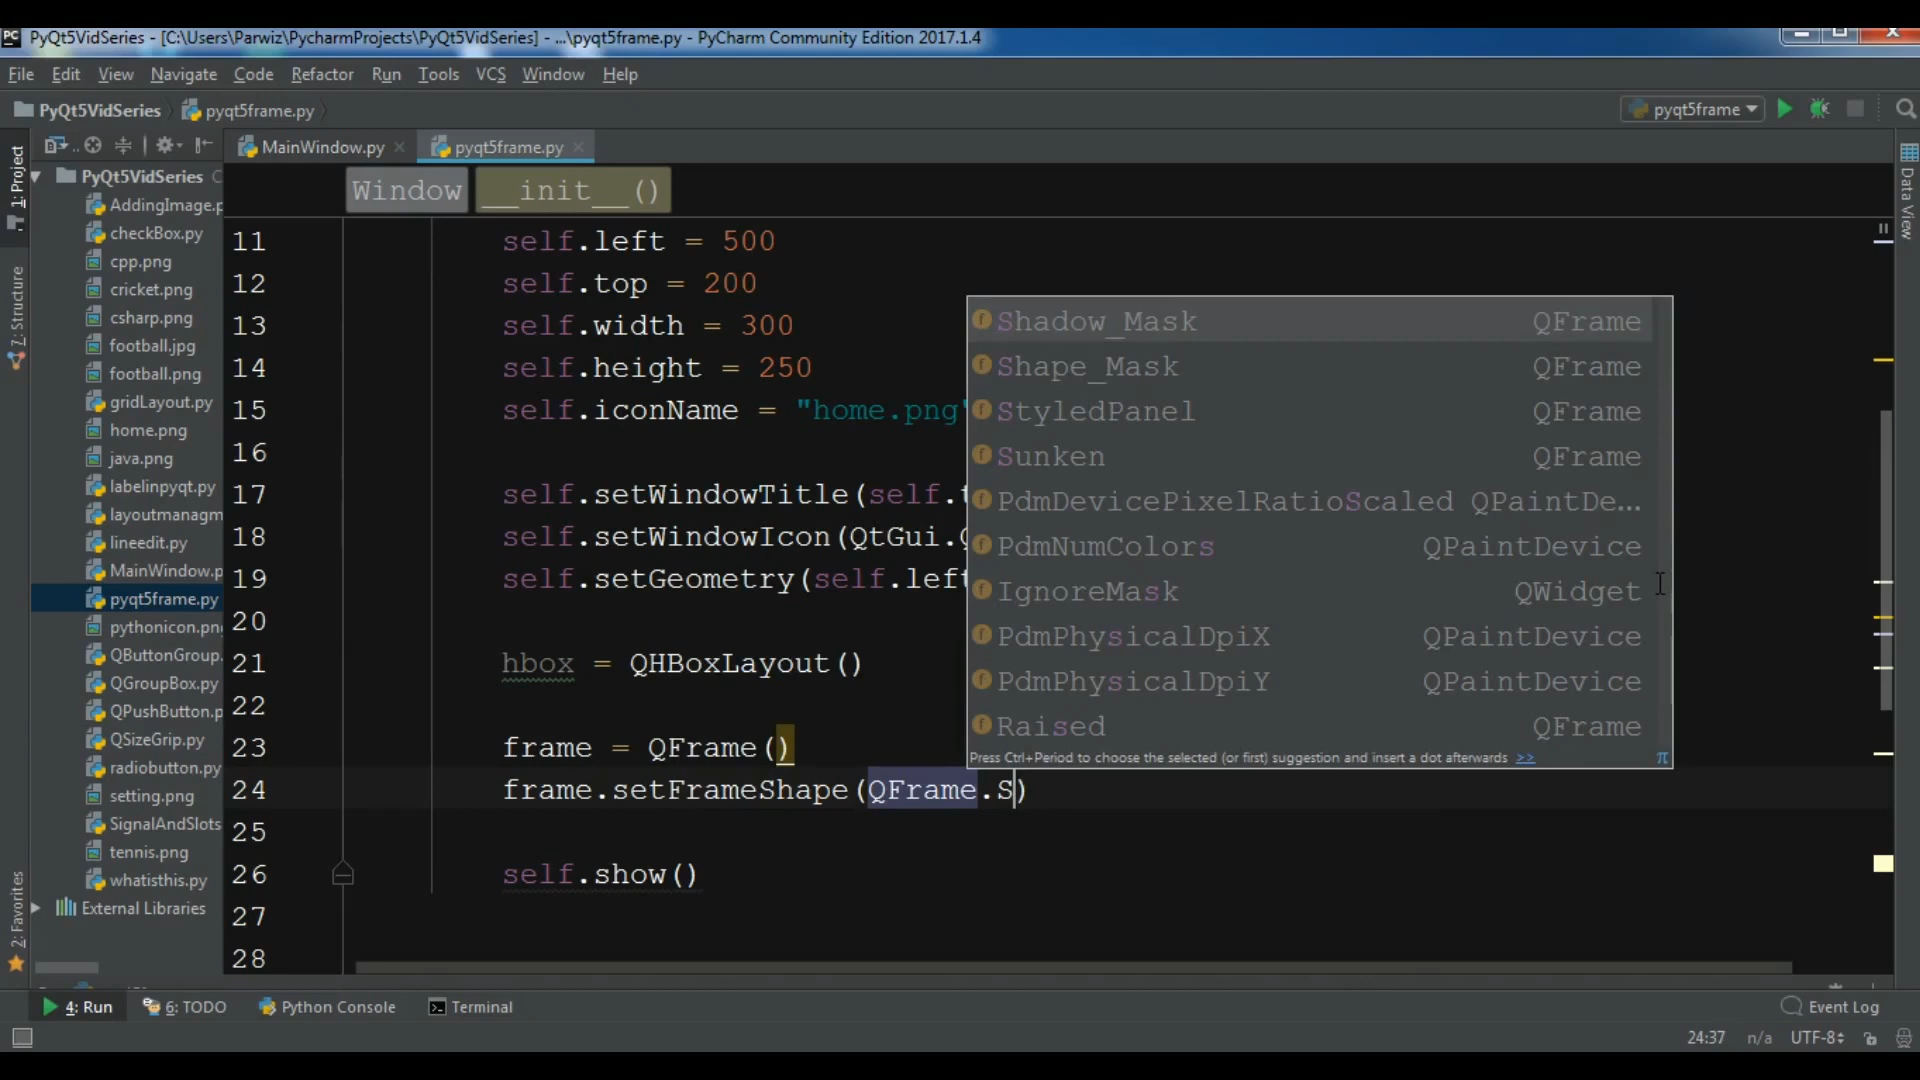 PyQt5VidSeries - [C:\Users\Parwiz\PycharmProjects\PyQt5VidSeries] - ...\pyqt5frame.py - PyCharm Community Edition 2017.1.4
File Edit View Navigate Code Refactor Run Tools VCS Window Help
PyQt5VidSeries pyqt5frame.py pyqt5frame
MainWindow.py pyqt5frame.py
Window __init__()
1: Project
7: Structure
2: Favorites
Data View
PyQt5VidSeries C
AddingImage.p
checkBox.py
cpp.png
cricket.png
csharp.png
football.jpg
football.png
gridLayout.py
home.png
java.png
labelinpyqt.py
layoutmanagm
lineedit.py
MainWindow.p
pyqt5frame.py
pythonicon.pn
QButtonGroup.
QGroupBox.py
QPushButton.p
QSizeGrip.py
radiobutton.py
setting.png
SignalAndSlots
tennis.png
whatisthis.py
External Libraries
11 self.left = 500
12 self.top = 200
13 self.width = 300
14 self.height = 250
15 self.iconName = "home.png"
16
17 self.setWindowTitle(self.t
18 self.setWindowIcon(QtGui.Q
19 self.setGeometry(self.left
20
21 hbox = QHBoxLayout()
22
23 frame = QFrame()
24 frame.setFrameShape(QFrame.S)
25
26 self.show()
27
28
Shadow_Mask QFrame
Shape_Mask QFrame
StyledPanel QFrame
Sunken QFrame
PdmDevicePixelRatioScaled QPaintDe...
PdmNumColors QPaintDevice
IgnoreMask QWidget
PdmPhysicalDpiX QPaintDevice
PdmPhysicalDpiY QPaintDevice
Raised QFrame
Press Ctrl+Period to choose the selected (or first) suggestion and insert a dot afterwards >> π
4: Run 6: TODO Python Console Terminal Event Log
24:37 n/a UTF-8